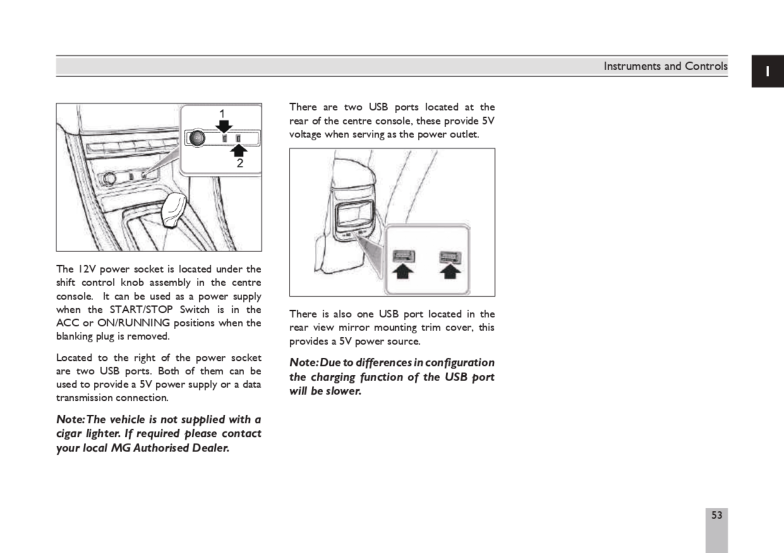 Instruments and Controls
1
1
2
The 12V power socket is located under the
shift control knob assembly in the centre
console. It can be used as a power supply
when the START/STOP Switch is in the
ACC or ON/RUNNING positions when the
blanking plug is removed.
Located to the right of the power socket
are two USB ports. Both of them can be
used to provide a 5V power supply or a data
transmission connection.
Note: The vehicle is not supplied with a
cigar lighter. If required please contact
your local MG Authorised Dealer.
There are two USB ports located at the
rear of the centre console, these provide 5V
voltage when serving as the power outlet.
There is also one USB port located in the
rear view mirror mounting trim cover, this
provides a 5V power source.
Note: Due to differences in configuration
the charging function of the USB port
will be slower.
53